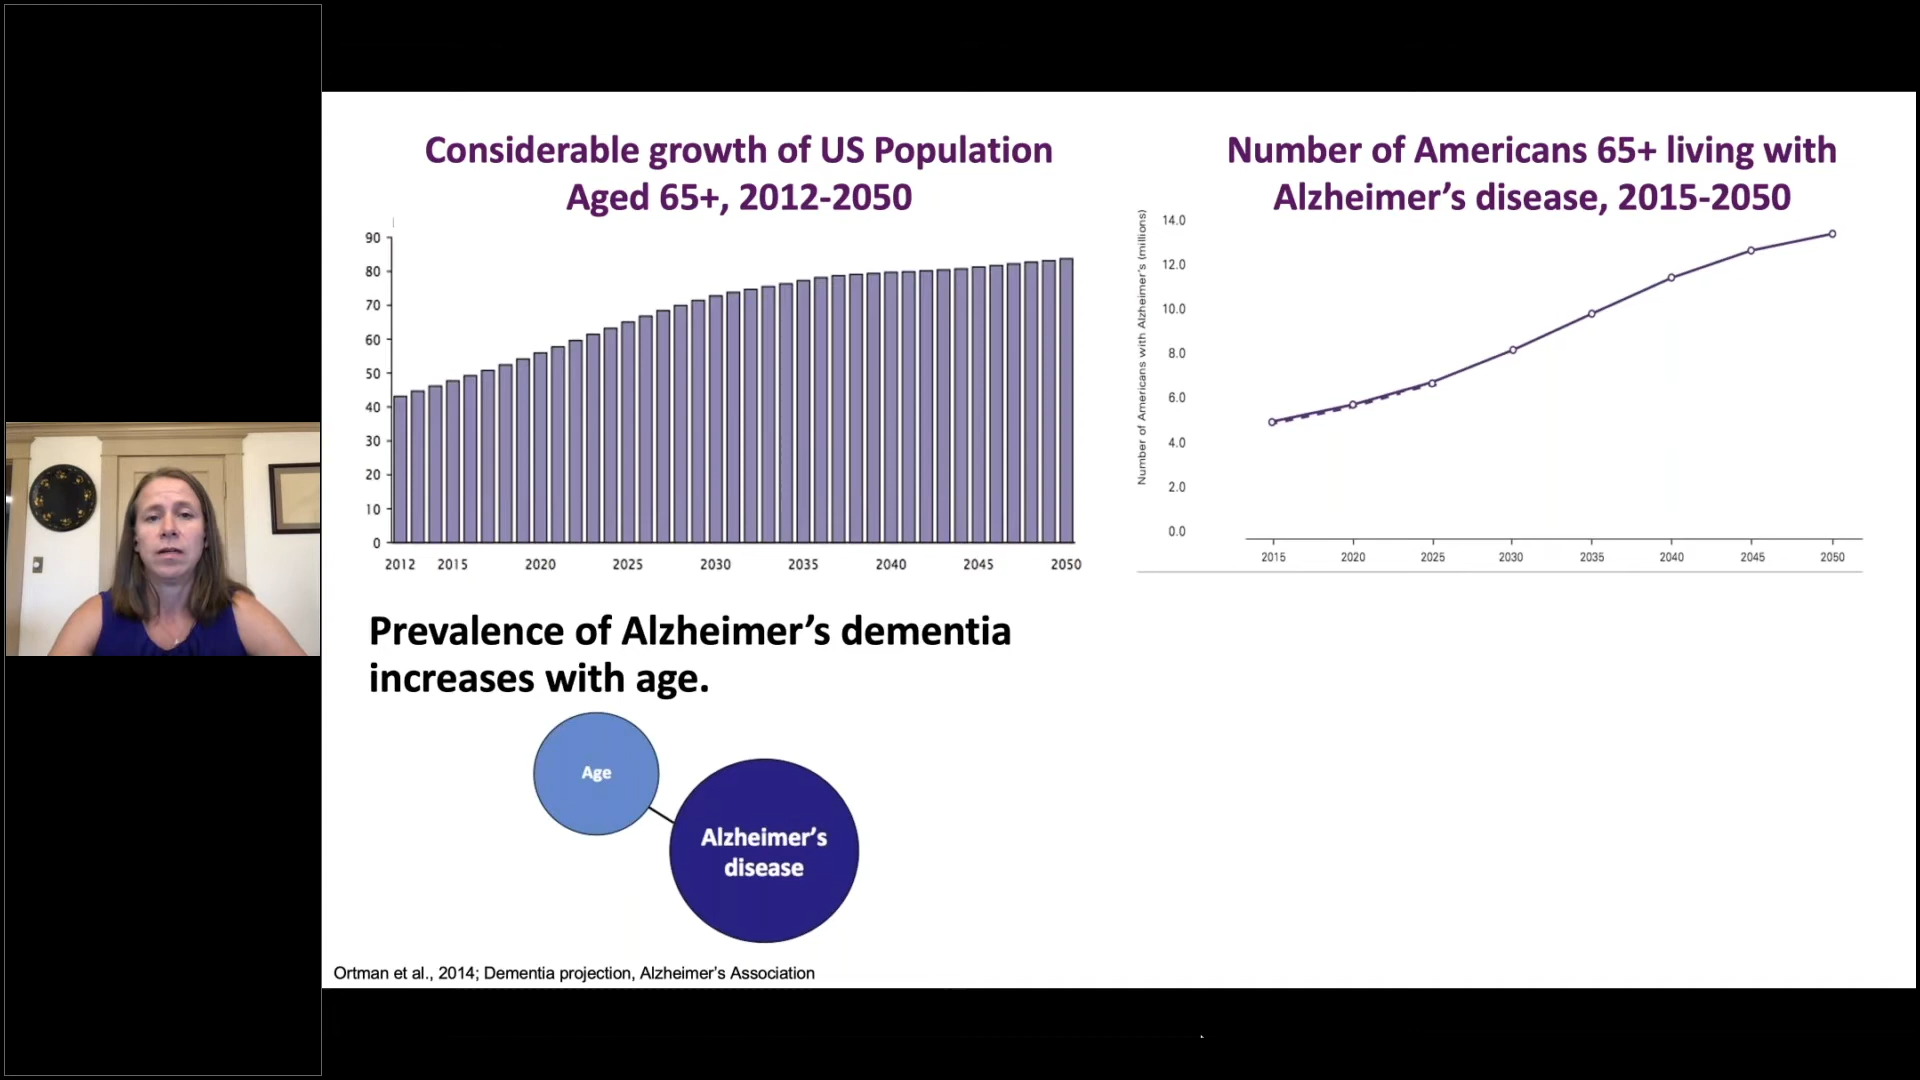 Considerable growth of US Population
Aged 65+, 2012-2050
90
80
70
60
50
40
30
20
10
0
2012 2015 2020 2025 2030 2035 2040 2045 2050
Number of Americans 65+ living with
Alzheimer's disease, 2015-2050
Number of Americans with Alzheimer's (millions)
14.0
12.0
10.0
8.0
6.0
4.0
2.0
0.0
2015 2020 2025 2030 2035 2040 2045 2050
Prevalence of Alzheimer's dementia
increases with age.
Age
Alzheimer's
disease
Ortman et al., 2014; Dementia projection, Alzheimer's Association